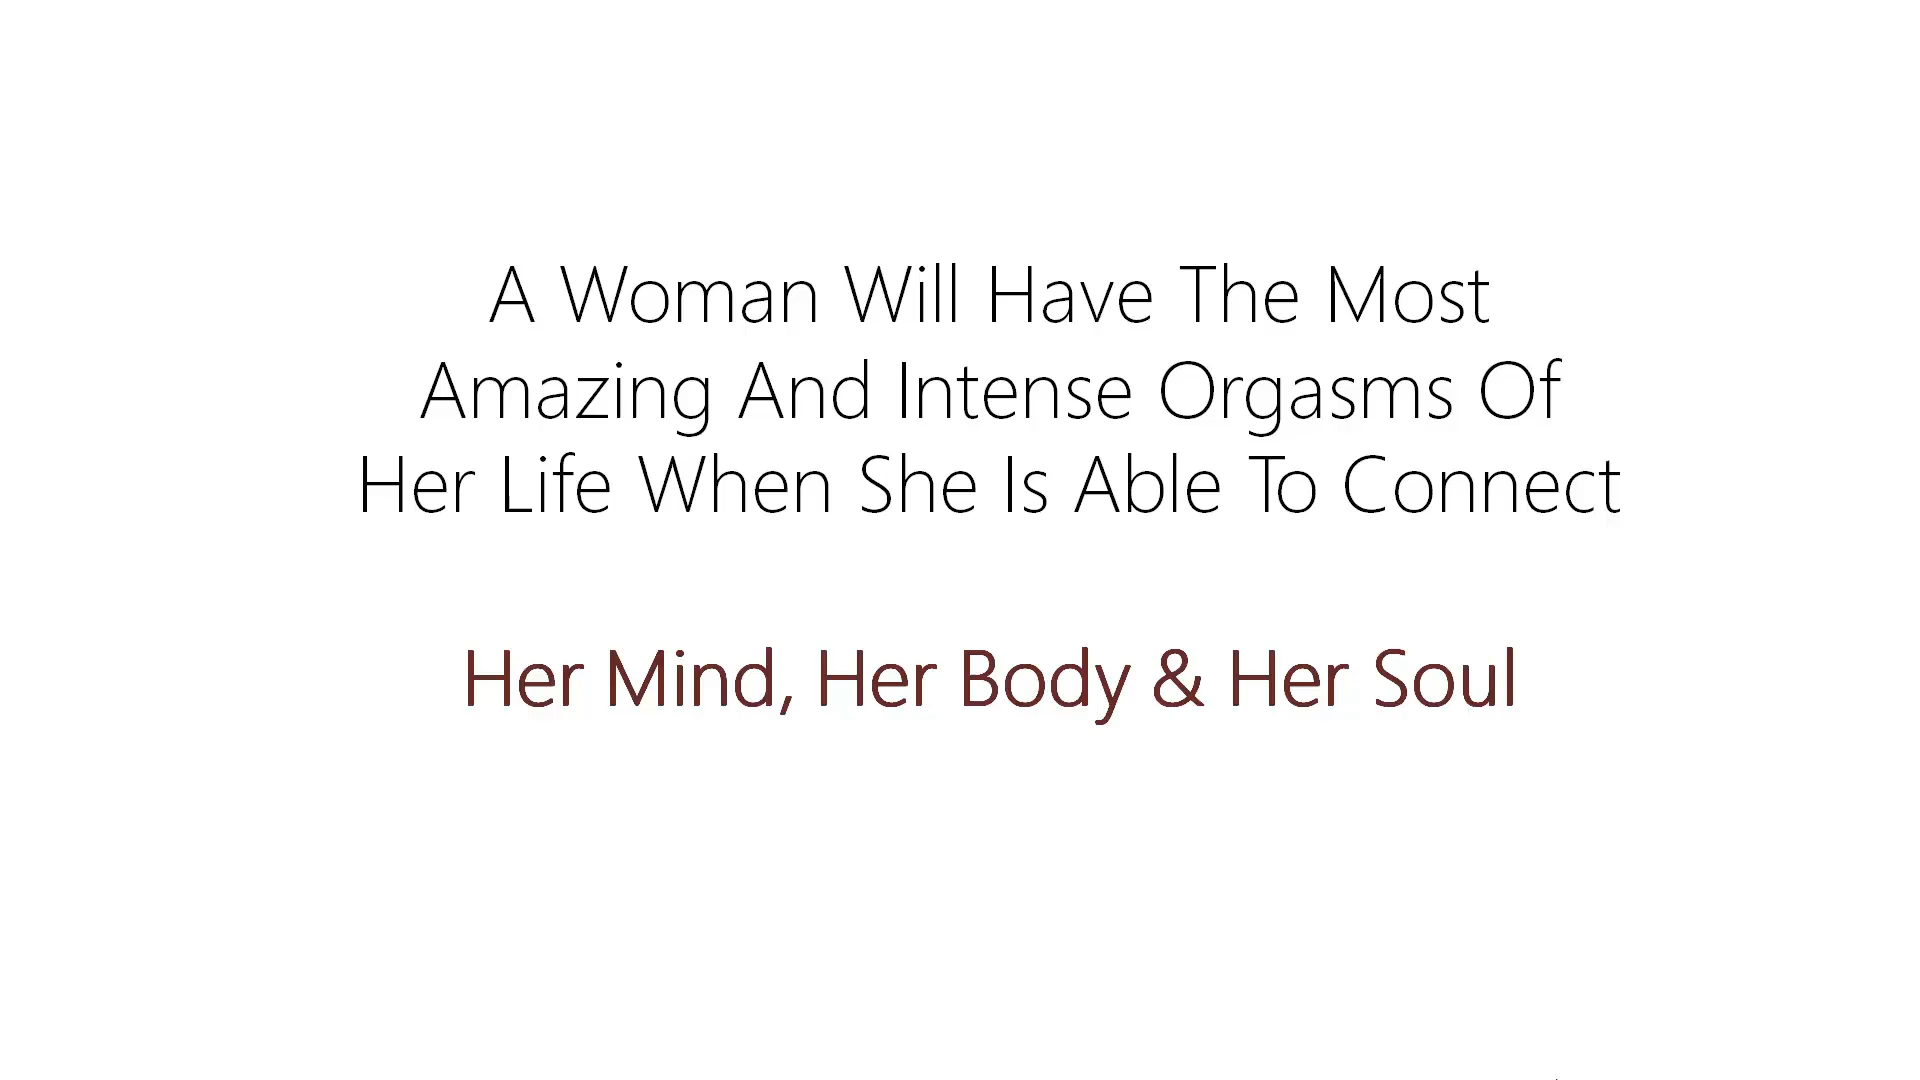 A Woman Will Have The Most
Amazing And Intense Orgasms Of
Her Life When She Is Able To Connect
Her Mind, Her Body & Her Soul